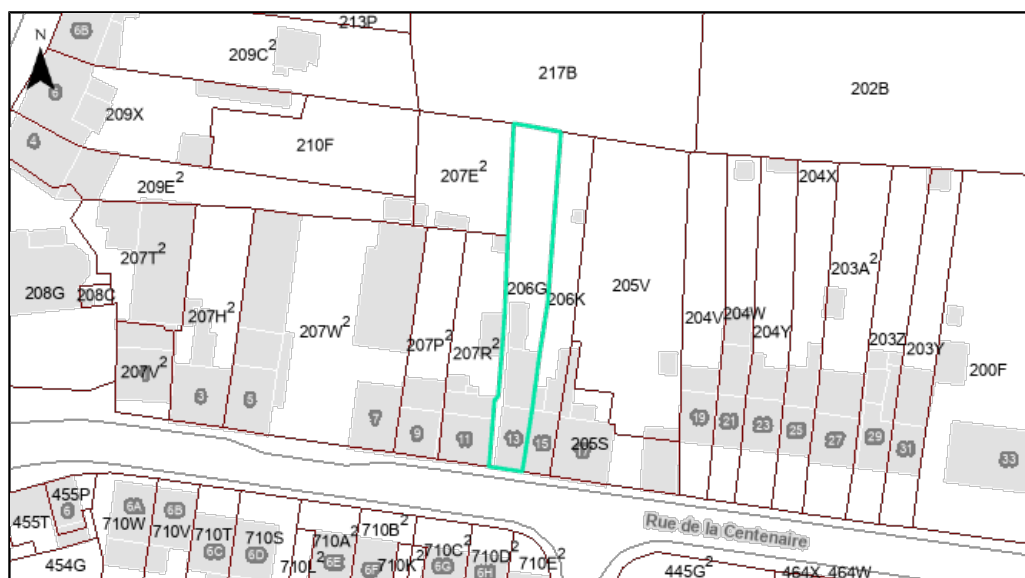 213P
6B
N
209C²
217B
202B
6
209X
210F
4
207E²
204X
209E²
207T²
203A²
206G
206K
205V
208G
208C
207H²
207W²
204V
204W
204Y
207P²
207R²
203Z
203Y
200F
207V²
3
5
7
9
11
13
15
17
205S
19
21
23
25
27
29
31
33
Rue de la Centenaire
455P
6
455T
454G
710W
6A
710V
6B
710T
6C
710S
6D
710L²
710A²
6E
710B²
6F
710K²
710C²
6G
710D²
6H
710E²
445G²
464X
464W